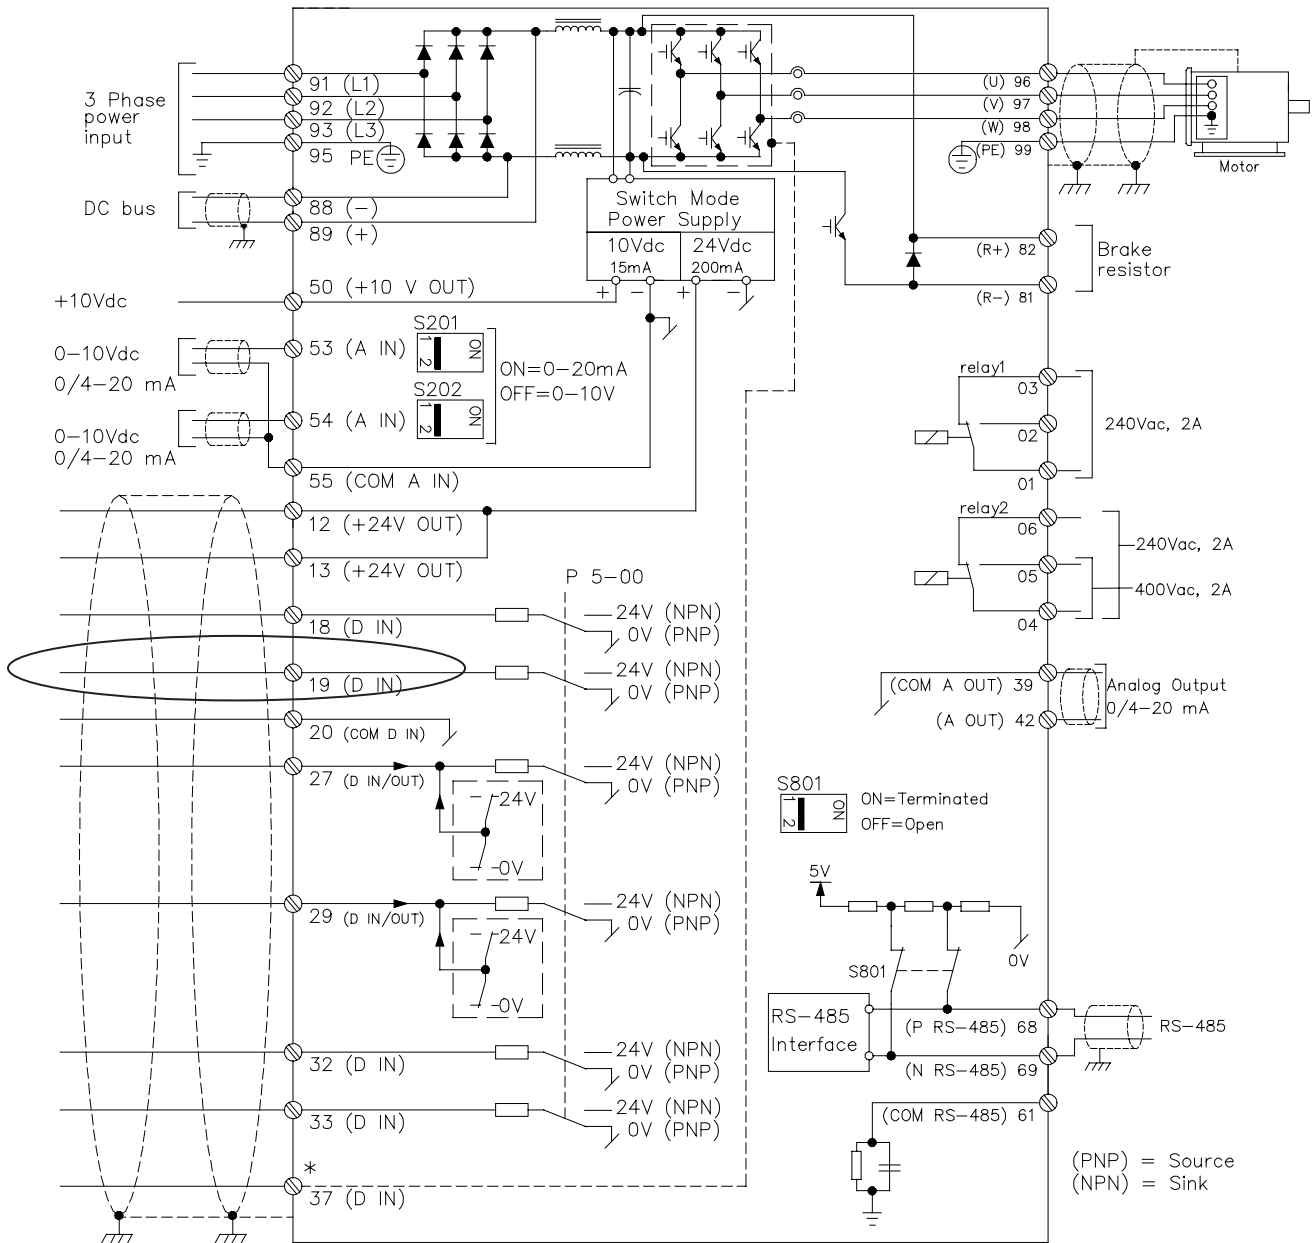 3 Phase
power
input
91 (L1)
92 (L2)
93 (L3)
95 PE
DC bus
88 (−)
89 (+)
+10Vdc
50 (+10 V OUT)
0−10Vdc
0/4−20 mA
53 (A IN)
0−10Vdc
0/4−20 mA
54 (A IN)
55 (COM A IN)
S201
1 2
ON
S202
1 2
ON
ON=0−20mA
OFF=0−10V
Switch Mode
Power Supply
10Vdc
15mA
24Vdc
200mA
+ − + −
(U) 96
(V) 97
(W) 98
(PE) 99
Motor
(R+) 82
(R−) 81
Brake
resistor
relay1
03
02
01
240Vac, 2A
relay2
06
05
04
240Vac, 2A
400Vac, 2A
12 (+24V OUT)
13 (+24V OUT)
P 5−00
18 (D IN)
24V (NPN)
0V (PNP)
19 (D IN)
24V (NPN)
0V (PNP)
20 (COM D IN)
27 (D IN/OUT)
24V (NPN)
0V (PNP)
24V
0V
29 (D IN/OUT)
24V (NPN)
0V (PNP)
24V
0V
32 (D IN)
24V (NPN)
0V (PNP)
33 (D IN)
24V (NPN)
0V (PNP)
*
37 (D IN)
(COM A OUT) 39
(A OUT) 42
Analog Output
0/4−20 mA
S801
1 2
ON
ON=Terminated
OFF=Open
5V
0V
S801
RS−485
Interface
(P RS−485) 68
(N RS−485) 69
(COM RS−485) 61
RS−485
(PNP) = Source
(NPN) = Sink